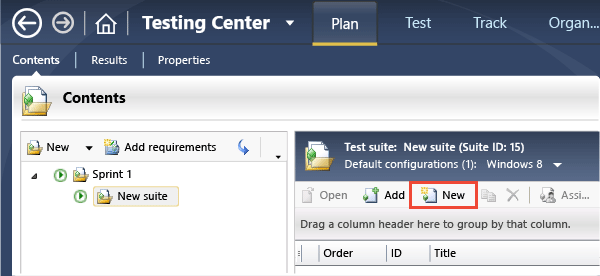 Testing Center Plan Test Track Organ...
Contents Results Properties
Contents
New Add requirements
Sprint 1
New suite
Test suite: New suite (Suite ID: 15)
Default configurations (1): Windows 8
Open Add New Assi...
Drag a column header here to group by that column.
Order ID Title